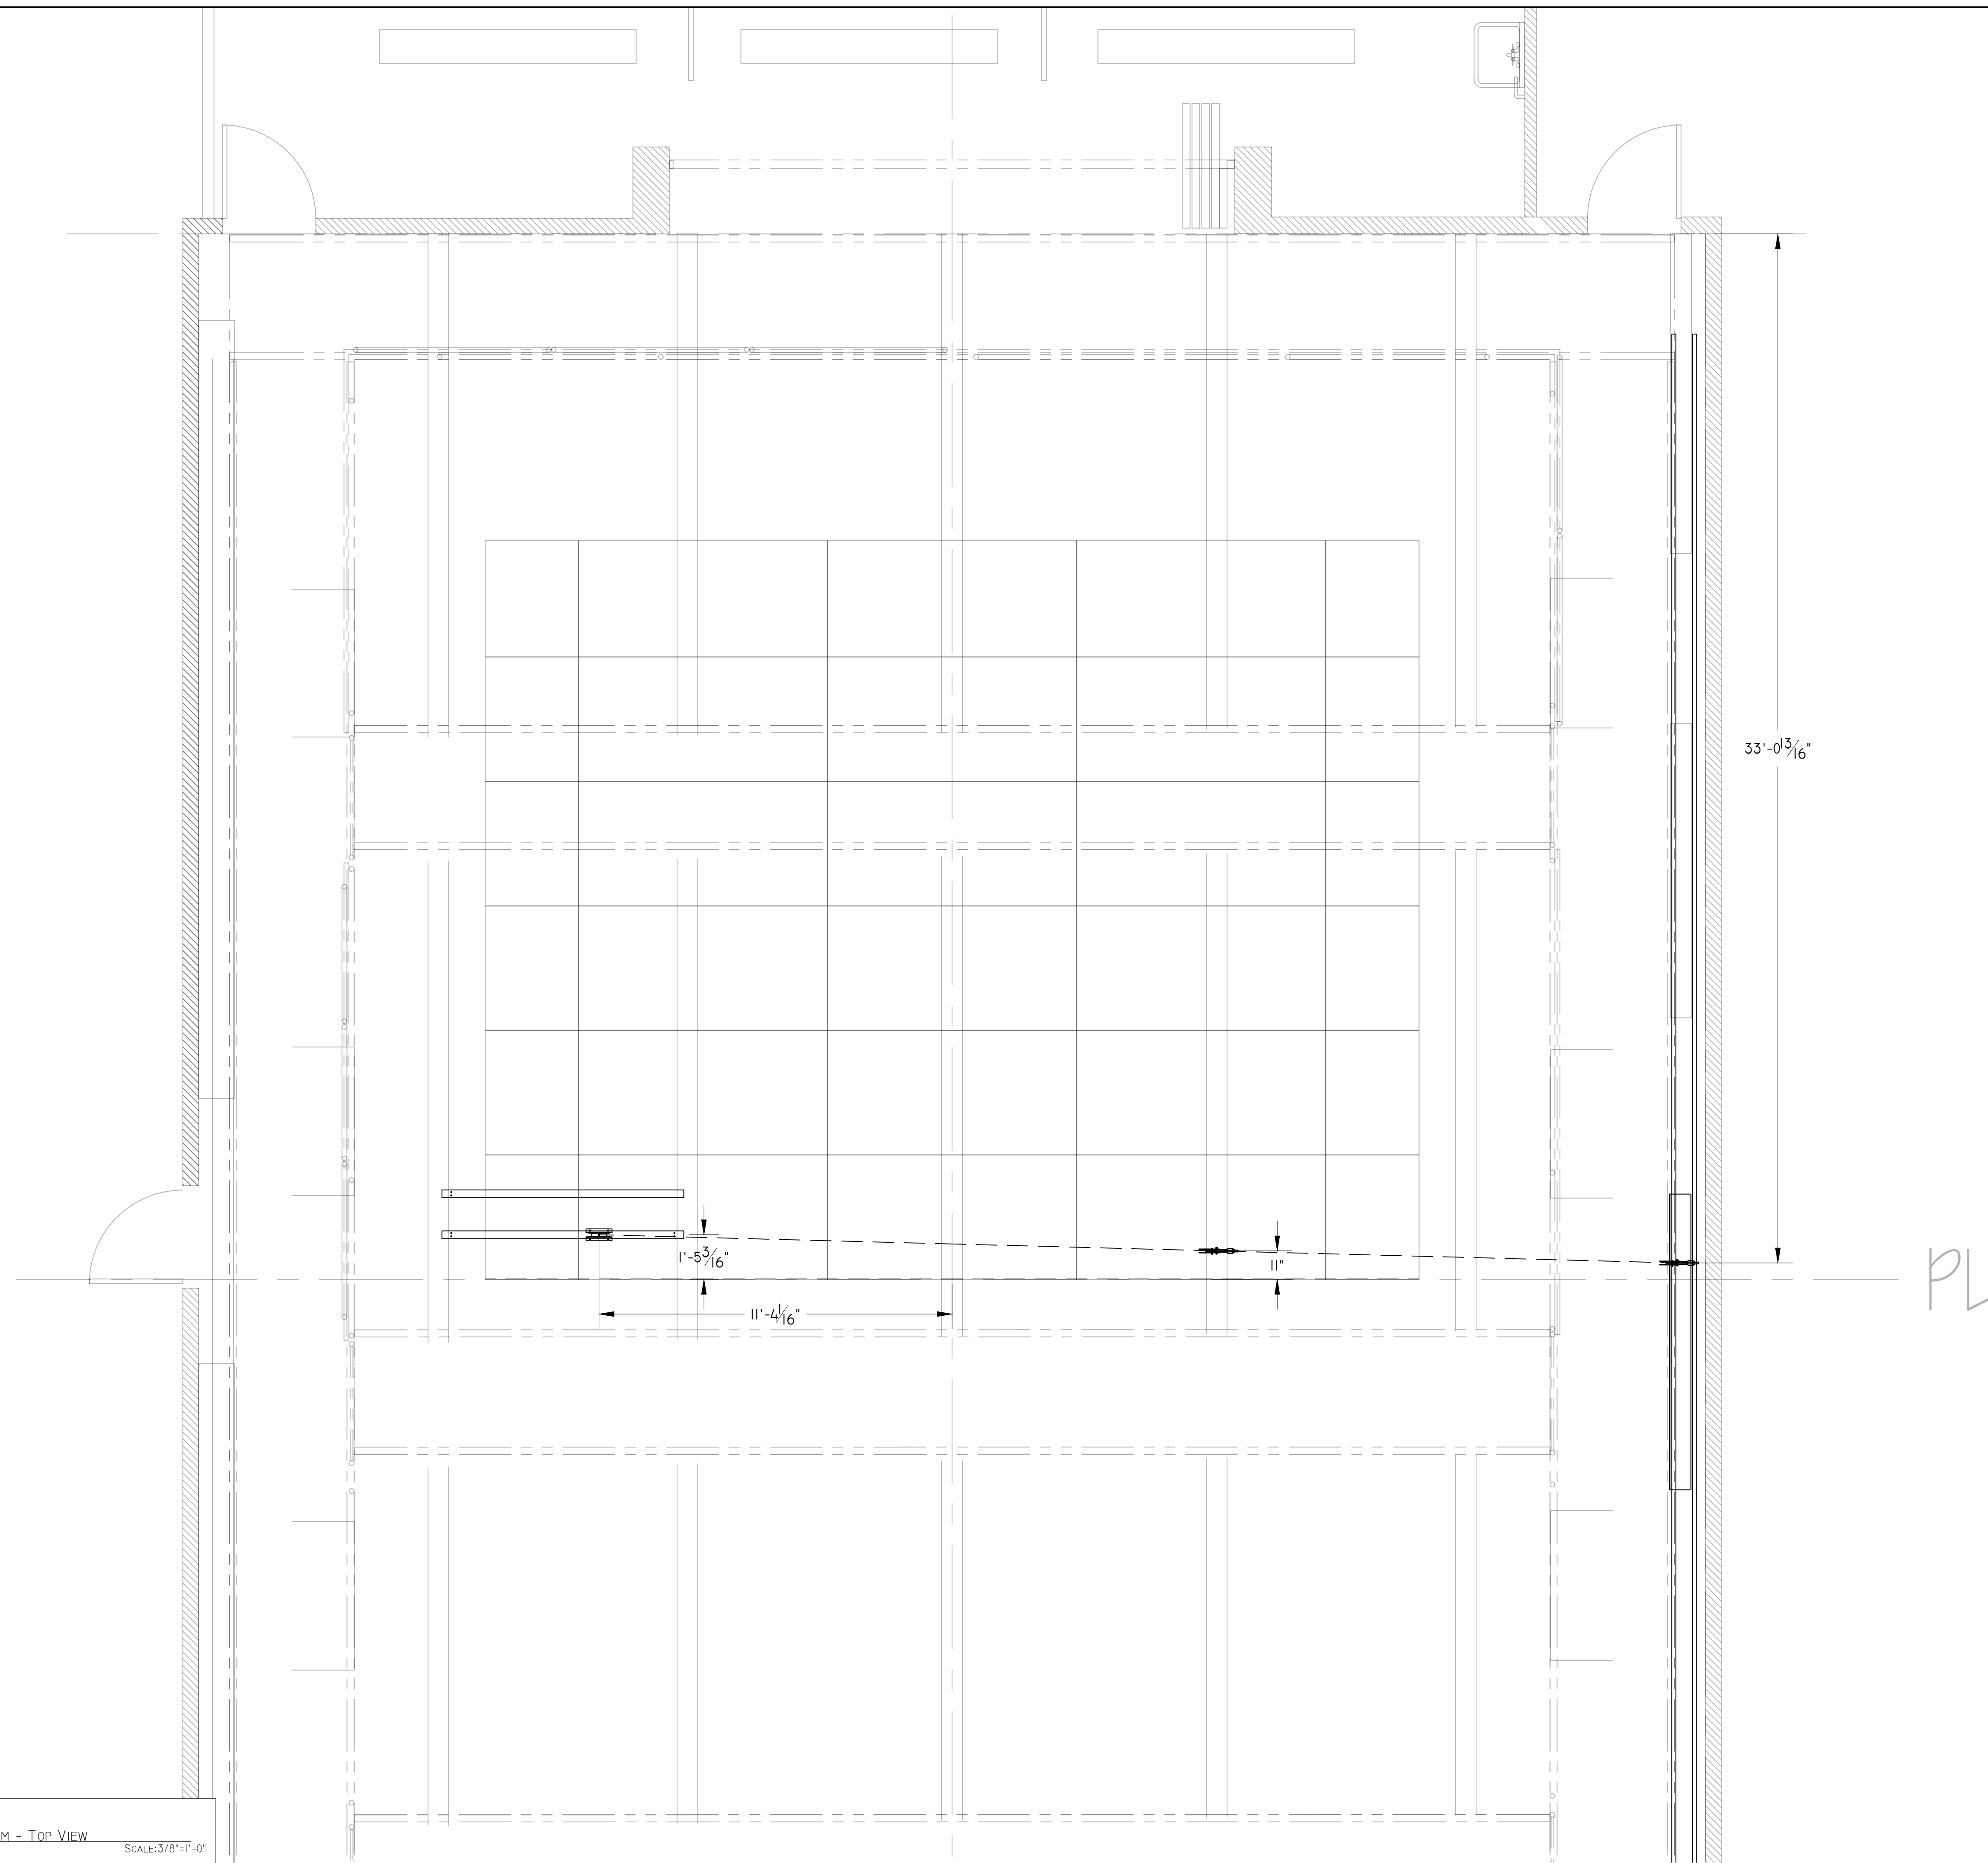 33'-0 13/16"
PL
1'-5 3/16"
11"
11'-4 1/16"
M - TOP VIEW
SCALE:3/8"=1'-0"